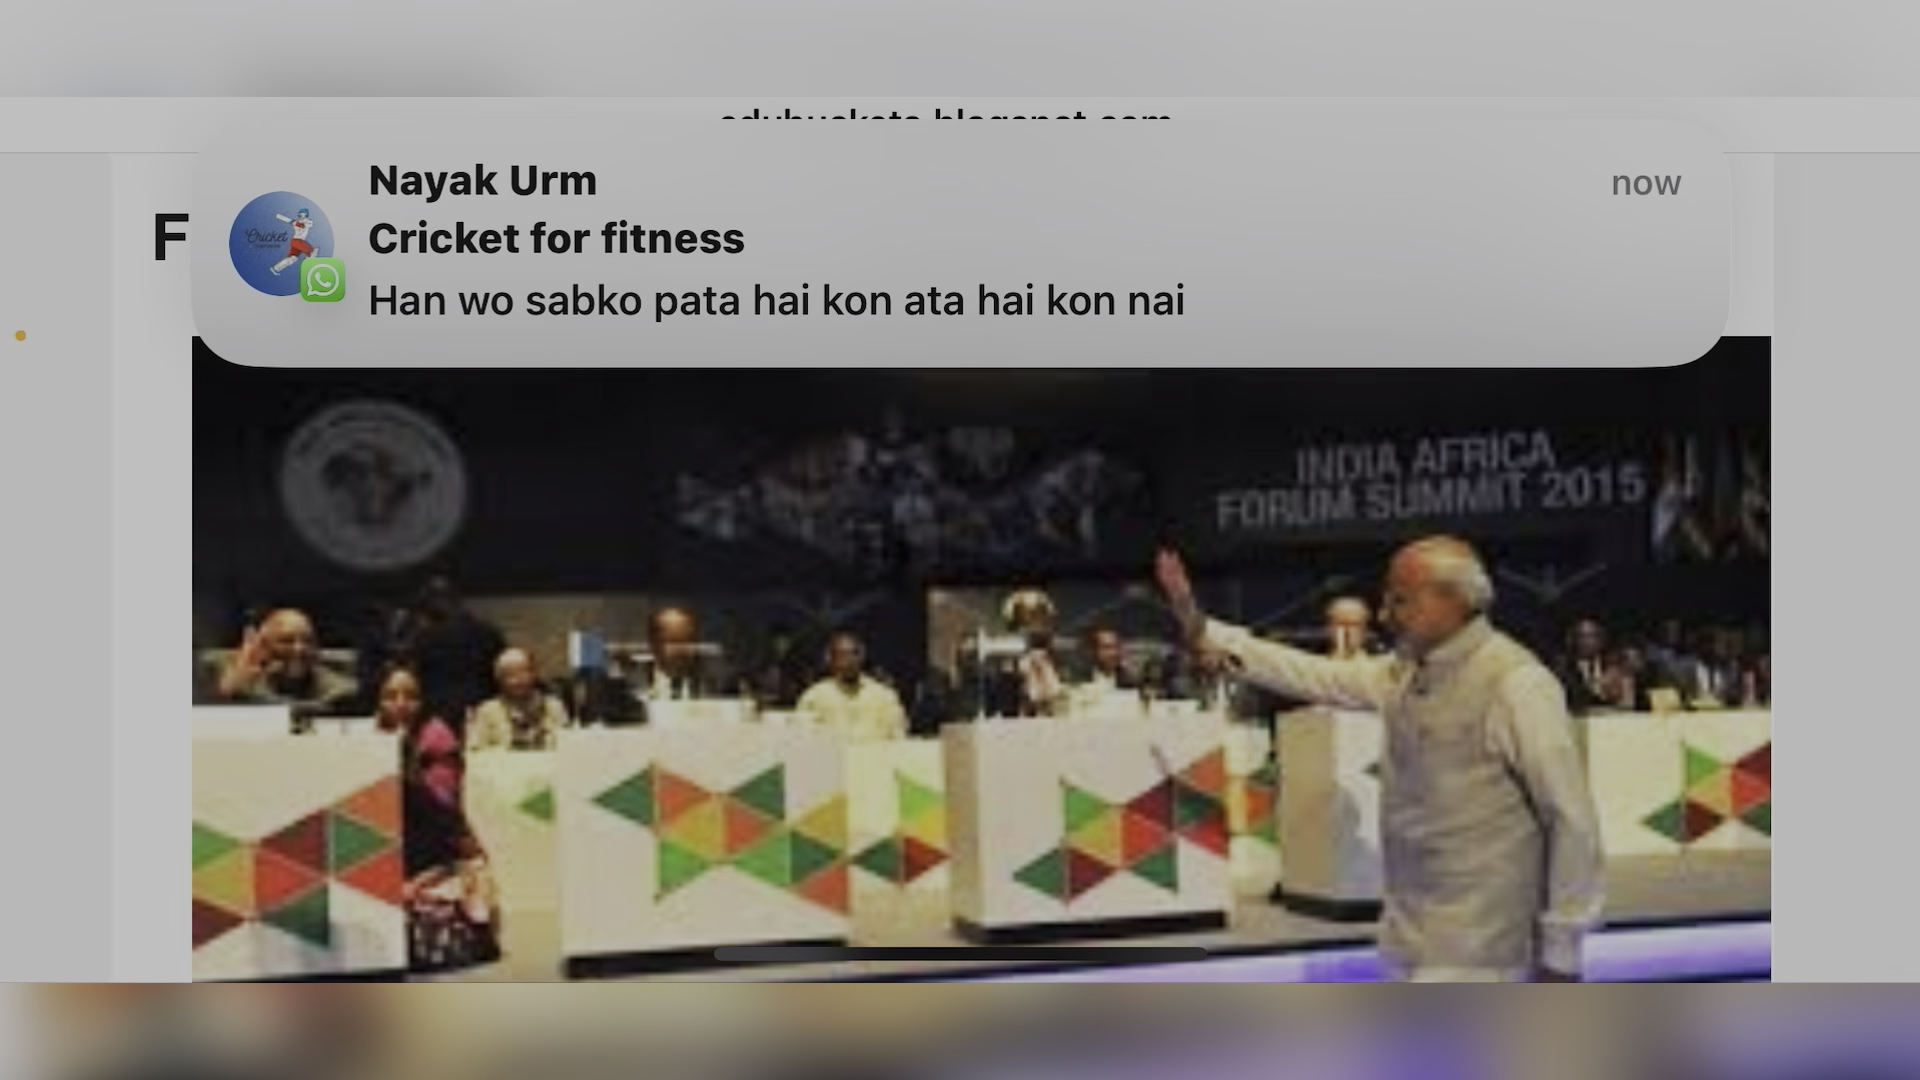 Nayak Urm
now
Cricket for fitness
Han wo sabko pata hai kon ata hai kon nai
F
Cricket
INDIA AFRICA
FORUM SUMMIT 2015